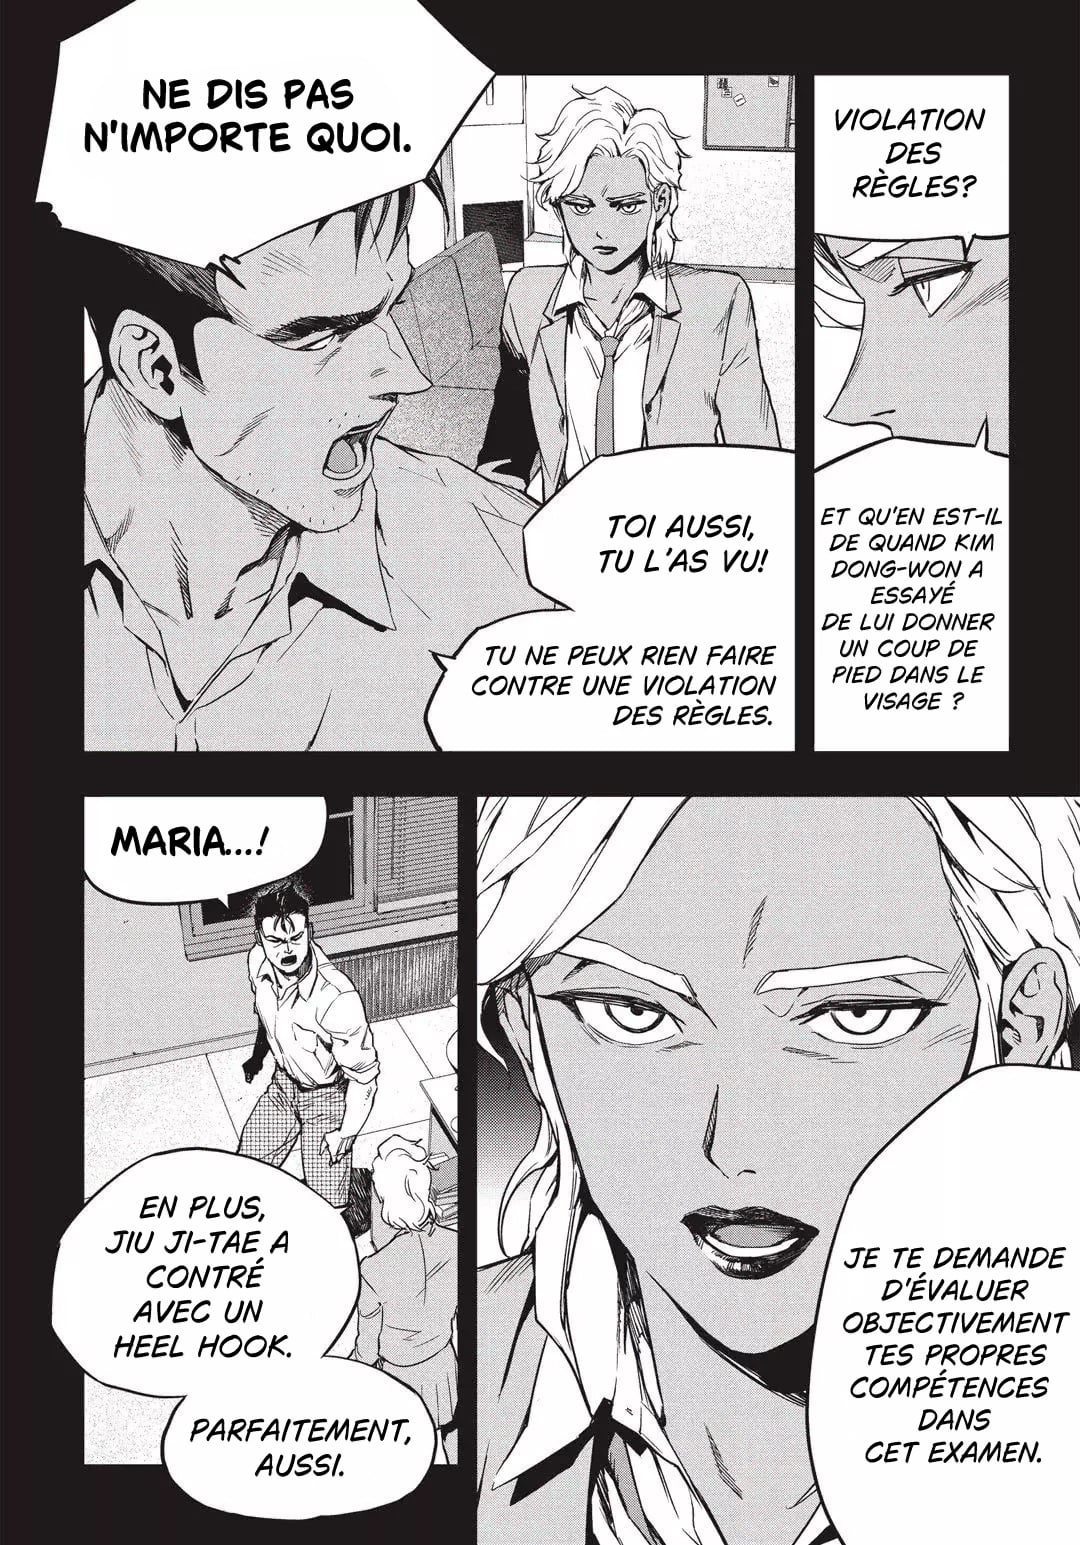 NE DIS PAS
N'IMPORTE QUOI.
TOI AUSSI,
TU L'AS VU!
TU NE PEUX RIEN FAIRE
CONTRE UNE VIOLATION
DES RÈGLES.
VIOLATION
DES
RÈGLES?
ET QU'EN EST-IL
DE QUAND KIM
DONG-WON A
ESSAYÉ
DE LUI DONNER
UN COUP DE
PIED DANS LE
VISAGE ?
MARIA...!
EN PLUS,
JIU JI-TAE A
CONTRÉ
AVEC UN
HEEL HOOK.
PARFAITEMENT,
AUSSI.
JE TE DEMANDE
D'ÉVALUER
OBJECTIVEMENT
TES PROPRES
COMPÉTENCES
DANS
CET EXAMEN.